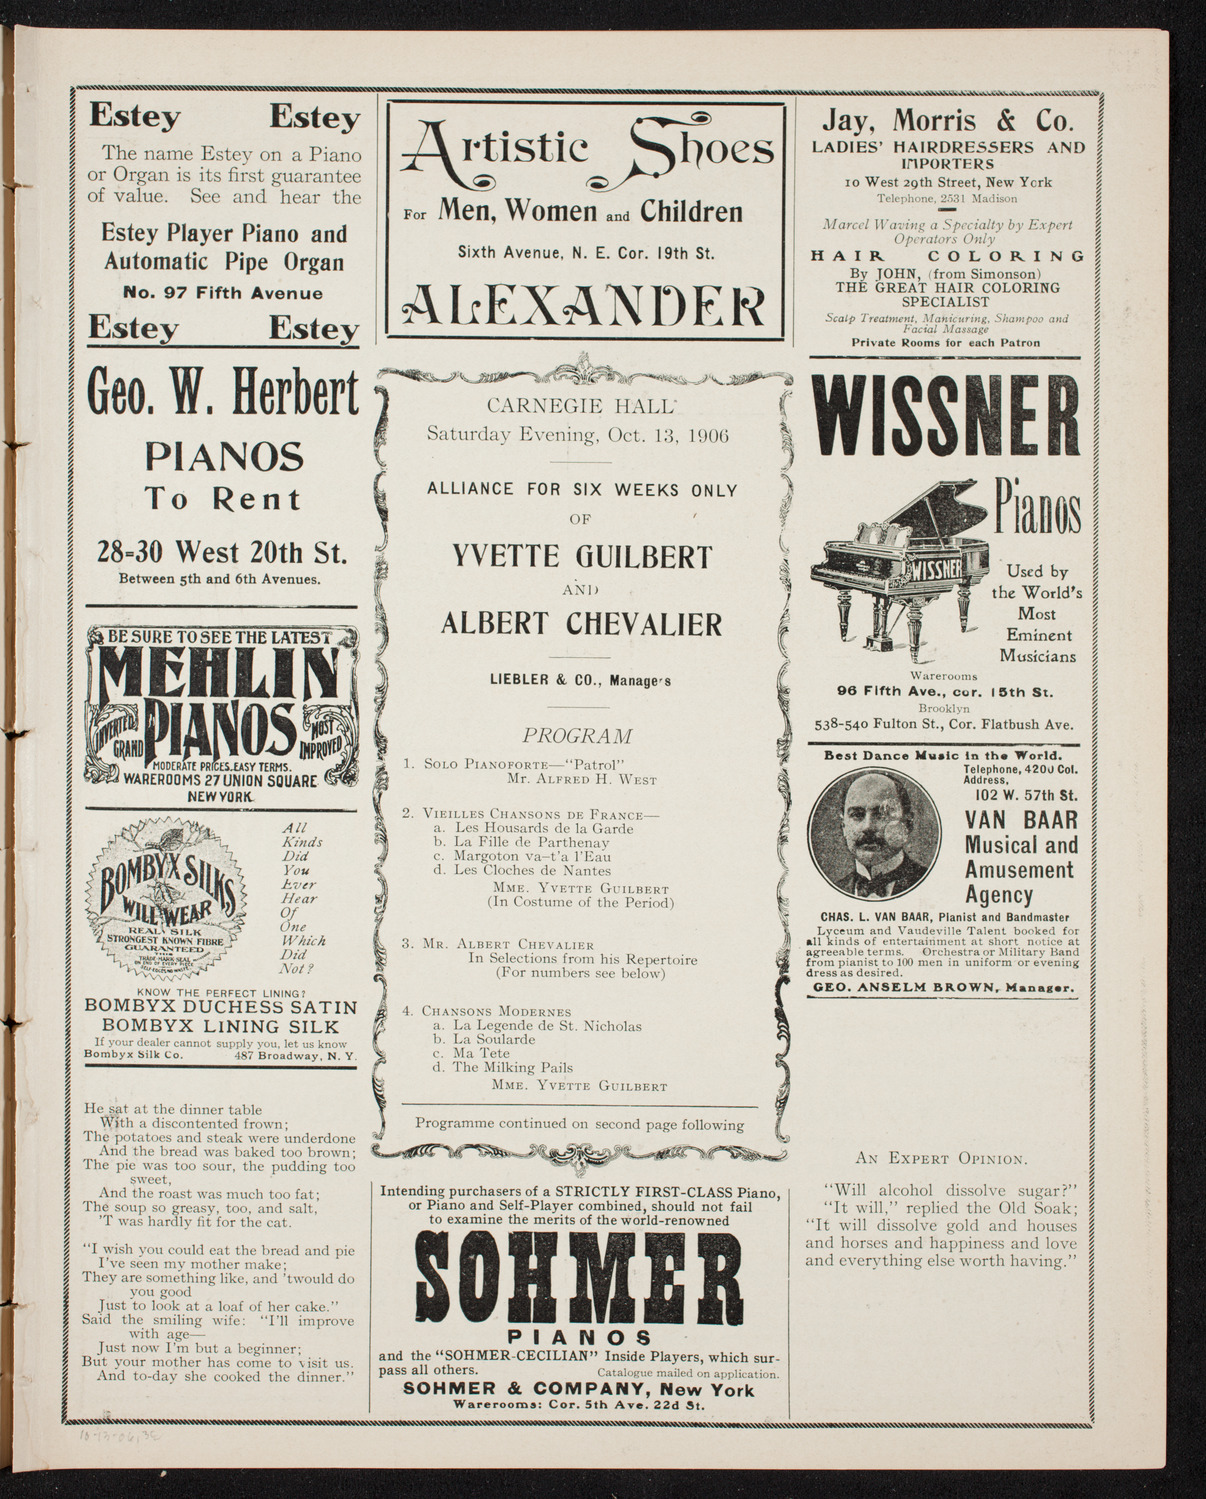 Estey Estey
The name Estey on a Piano
or Organ is its first guarantee
of value. See and hear the
Estey Player Piano and
Automatic Pipe Organ
No. 97 Fifth Avenue
Estey Estey
Geo. W. Herbert
PIANOS
To Rent
28-30 West 20th St.
Between 5th and 6th Avenues.
BE SURE TO SEE THE LATEST
MEHLIN
PIANOS
INVERTED
GRAND
MOST
IMPROVED
MODERATE PRICES. EASY TERMS.
WAREROOMS 27 UNION SQUARE
NEW YORK
BOMBYX SILKS
WILL WEAR
REAL SILK
STRONGEST KNOWN FIBRE
GUARANTEED
THIS
TRADE-MARK-SEAL
ON END OF EVERY PIECE
All
Kinds
Did
You
Ever
Hear
Of
One
Which
Did
Not?
KNOW THE PERFECT LINING?
BOMBYX DUCHESS SATIN
BOMBYX LINING SILK
If your dealer cannot supply you, let us know
Bombyx Silk Co. 487 Broadway, N. Y.
He sat at the dinner table
With a discontented frown;
The potatoes and steak were underdone
And the bread was baked too brown;
The pie was too sour, the pudding too
sweet,
And the roast was much too fat;
The soup so greasy, too, and salt,
'T was hardly fit for the cat.
"I wish you could eat the bread and pie
I've seen my mother make;
They are something like, and 'twould do
you good
Just to look at a loaf of her cake."
Said the smiling wife: "I'll improve
with age—
Just now I'm but a beginner;
But your mother has come to visit us.
And to-day she cooked the dinner."
Artistic Shoes
For Men, Women and Children
Sixth Avenue, N. E. Cor. 19th St.
ALEXANDER
CARNEGIE HALL
Saturday Evening, Oct. 13, 1906
ALLIANCE FOR SIX WEEKS ONLY
OF
YVETTE GUILBERT
AND
ALBERT CHEVALIER
LIEBLER & CO., Managers
PROGRAM
1. SOLO PIANOFORTE—"Patrol"
MR. ALFRED H. WEST
2. VIEILLES CHANSONS DE FRANCE—
a. Les Housards de la Garde
b. La Fille de Parthenay
c. Margoton va-t'a l'Eau
d. Les Cloches de Nantes
MME. YVETTE GUILBERT
(In Costume of the Period)
3. MR. ALBERT CHEVALIER
In Selections from his Repertoire
(For numbers see below)
4. CHANSONS MODERNES
a. La Legende de St. Nicholas
b. La Soularde
c. Ma Tete
d. The Milking Pails
MME. YVETTE GUILBERT
Programme continued on second page following
Intending purchasers of a STRICTLY FIRST-CLASS Piano,
or Piano and Self-Player combined, should not fail
to examine the merits of the world-renowned
SOHMER
PIANOS
and the "SOHMER-CECILIAN" Inside Players, which sur-
pass all others. Catalogue mailed on application.
SOHMER & COMPANY, New York
Warerooms: Cor. 5th Ave. 22d St.
Jay, Morris & Co.
LADIES' HAIRDRESSERS AND
IMPORTERS
10 West 29th Street, New York
Telephone, 2531 Madison
Marcel Waving a Specialty by Expert
Operators Only
HAIR COLORING
By JOHN, (from Simonson)
THE GREAT HAIR COLORING
SPECIALIST
Scalp Treatment, Manicuring, Shampoo and
Facial Massage
Private Rooms for each Patron
WISSNER
Pianos
WISSNER
Used by
the World's
Most
Eminent
Musicians
Warerooms
96 Fifth Ave., cor. 15th St.
Brooklyn
538-540 Fulton St., Cor. Flatbush Ave.
Best Dance Music in the World.
Telephone, 4200 Col.
Address,
102 W. 57th St.
VAN BAAR
Musical and
Amusement
Agency
CHAS. L. VAN BAAR, Pianist and Bandmaster
Lyceum and Vaudeville Talent booked for
all kinds of entertainment at short notice at
agreeable terms. Orchestra or Military Band
from pianist to 100 men in uniform or evening
dress as desired.
GEO. ANSELM BROWN, Manager.
AN EXPERT OPINION.
"Will alcohol dissolve sugar?"
"It will," replied the Old Soak;
"It will dissolve gold and houses
and horses and happiness and love
and everything else worth having."